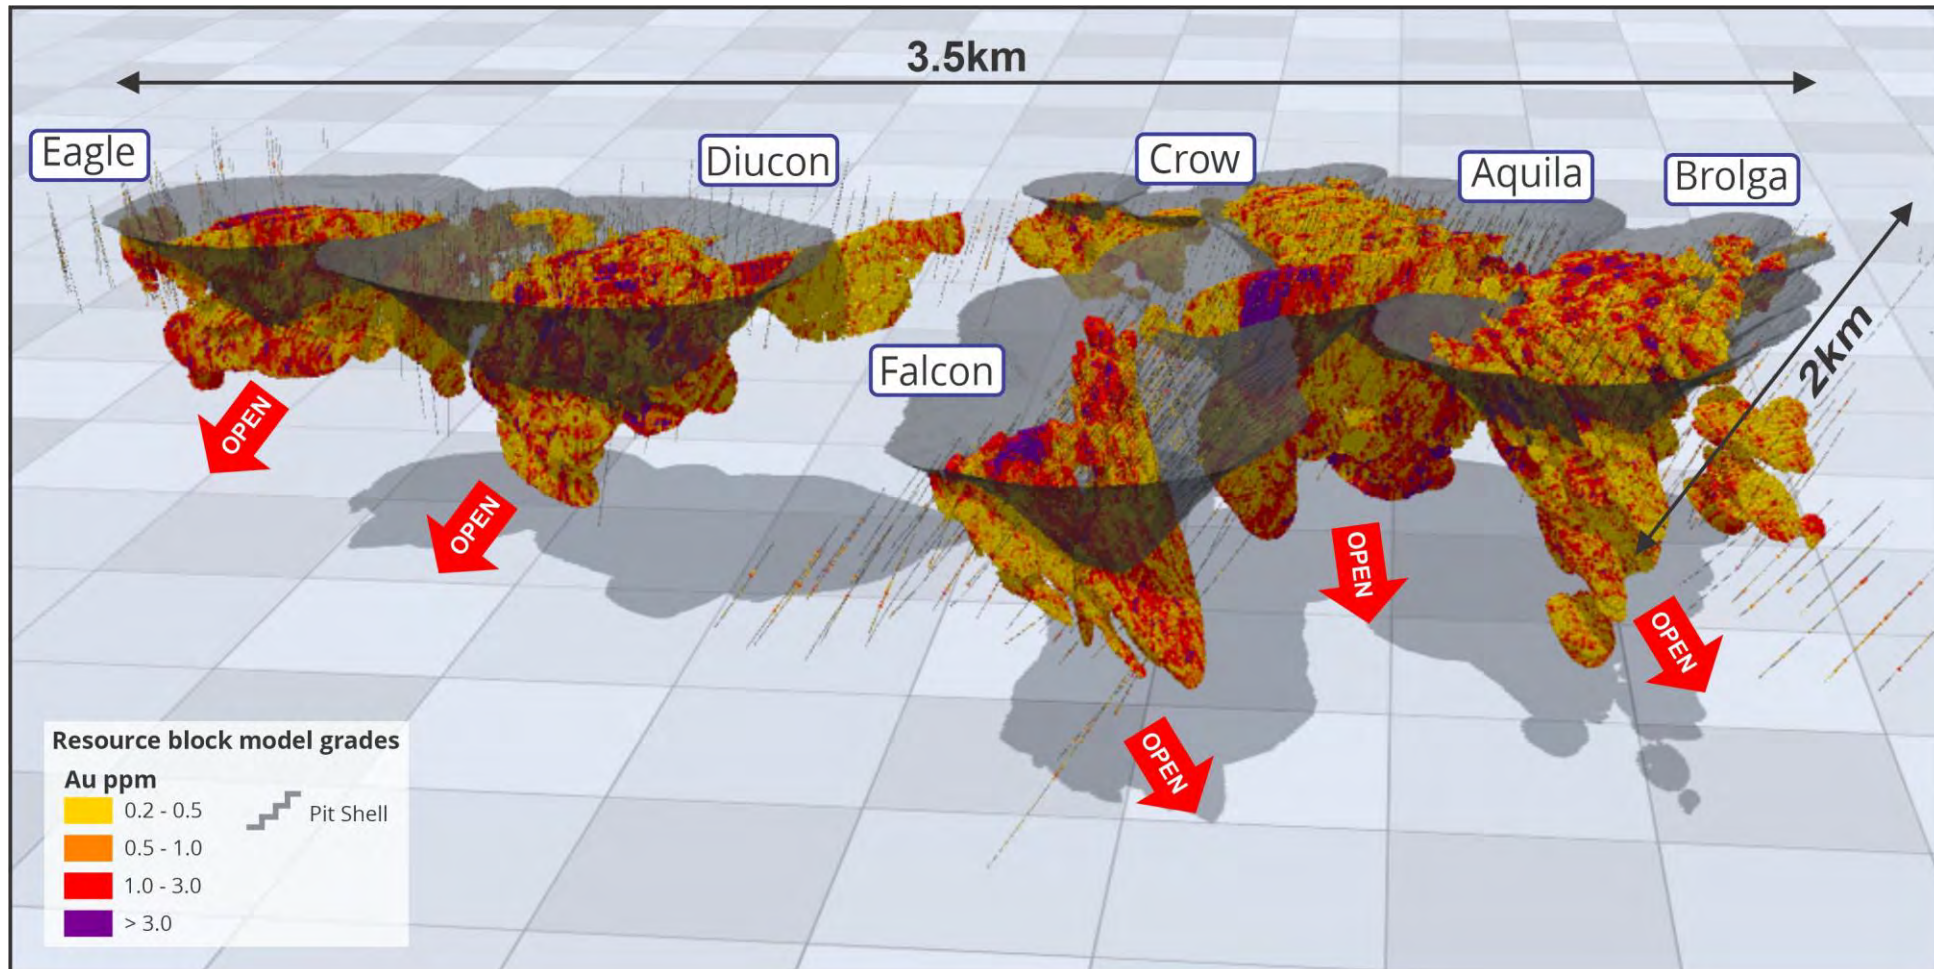 3.5km
Eagle
Diucon
Crow
Aquila
Brolga
2km
Falcon
OPEN
OPEN
OPEN
OPEN
OPEN
Resource block model grades
Au ppm
0.2 - 0.5
Pit Shell
0.5 - 1.0
1.0 - 3.0
> 3.0